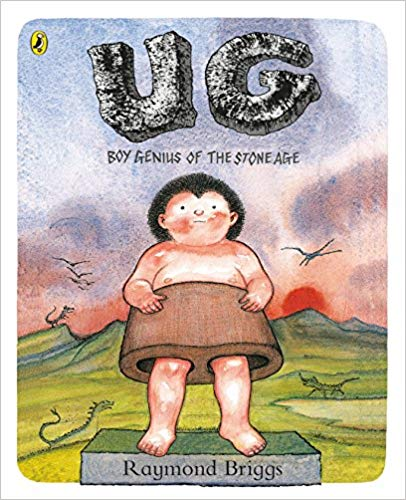 UG
BOY GENIUS OF THE STONE AGE
Raymond Briggs